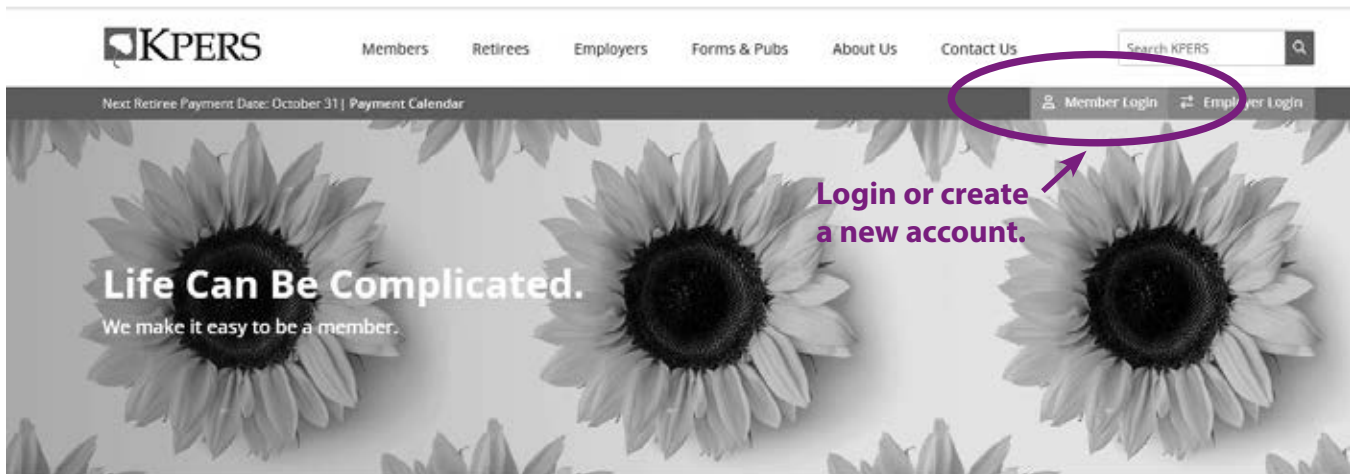 KPERS
Members Retirees Employers Forms & Pubs About Us Contact Us Search KPERS
Next Retiree Payment Date: October 31 | Payment Calendar Member Login Employer Login
Login or create
a new account.
Life Can Be Complicated.
We make it easy to be a member.